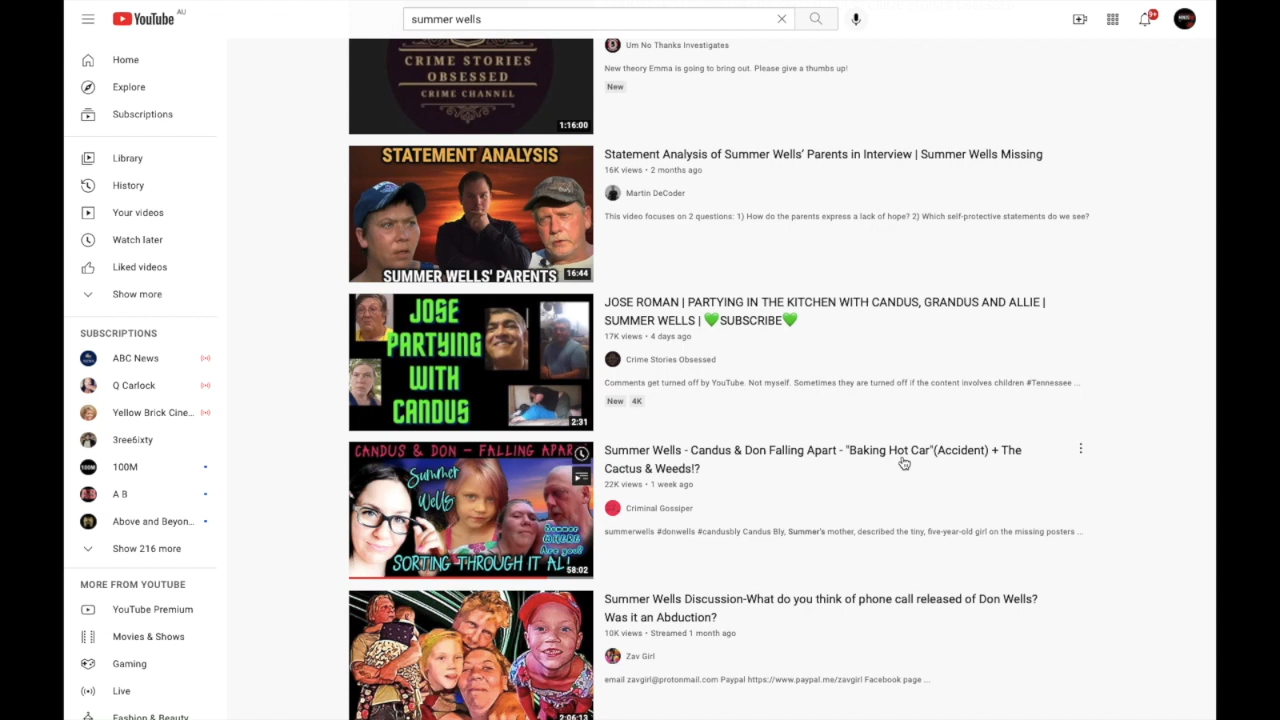 YouTube AU
summer wells
9+
Home
Explore
Subscriptions
Library
History
Your videos
Watch later
Liked videos
Show more
SUBSCRIPTIONS
ABC News
Q Carlock
Yellow Brick Cine...
3ree6ixty
100M
A B
Above and Beyon...
Show 216 more
MORE FROM YOUTUBE
YouTube Premium
Movies & Shows
Gaming
Live
Fashion & Beauty
CRIME STORIES
OBSESSED
CRIME CHANNEL
1:16:00
Um No Thanks Investigates
New theory Emma is going to bring out. Please give a thumbs up!
New
STATEMENT ANALYSIS
SUMMER WELLS' PARENTS
16:44
Statement Analysis of Summer Wells' Parents in Interview | Summer Wells Missing
16K views • 2 months ago
Martin DeCoder
This video focuses on 2 questions: 1) How do the parents express a lack of hope? 2) Which self-protective statements do we see?
JOSE
PARTYING
WITH
CANDUS
2:31
JOSE ROMAN | PARTYING IN THE KITCHEN WITH CANDUS, GRANDUS AND ALLIE |
SUMMER WELLS | 💚SUBSCRIBE💚
17K views • 4 days ago
Crime Stories Obsessed
Comments get turned off by YouTube. Not myself. Sometimes they are turned off if the content involves children #Tennessee ...
New 4K
CANDUS & DON - FALLING APAR
Summer
Wells
Summer
WHERE
Are you?
SORTING THROUGH IT ALL!
58:02
Summer Wells - Candus & Don Falling Apart - "Baking Hot Car"(Accident) + The
Cactus & Weeds!?
22K views • 1 week ago
Criminal Gossiper
summerwells #donwells #candusbly Candus Bly, Summer's mother, described the tiny, five-year-old girl on the missing posters ...
2:06:13
Summer Wells Discussion-What do you think of phone call released of Don Wells?
Was it an Abduction?
10K views • Streamed 1 month ago
Zav Girl
email zavgirl@protonmail.com Paypal https://www.paypal.me/zavgirl Facebook page ...